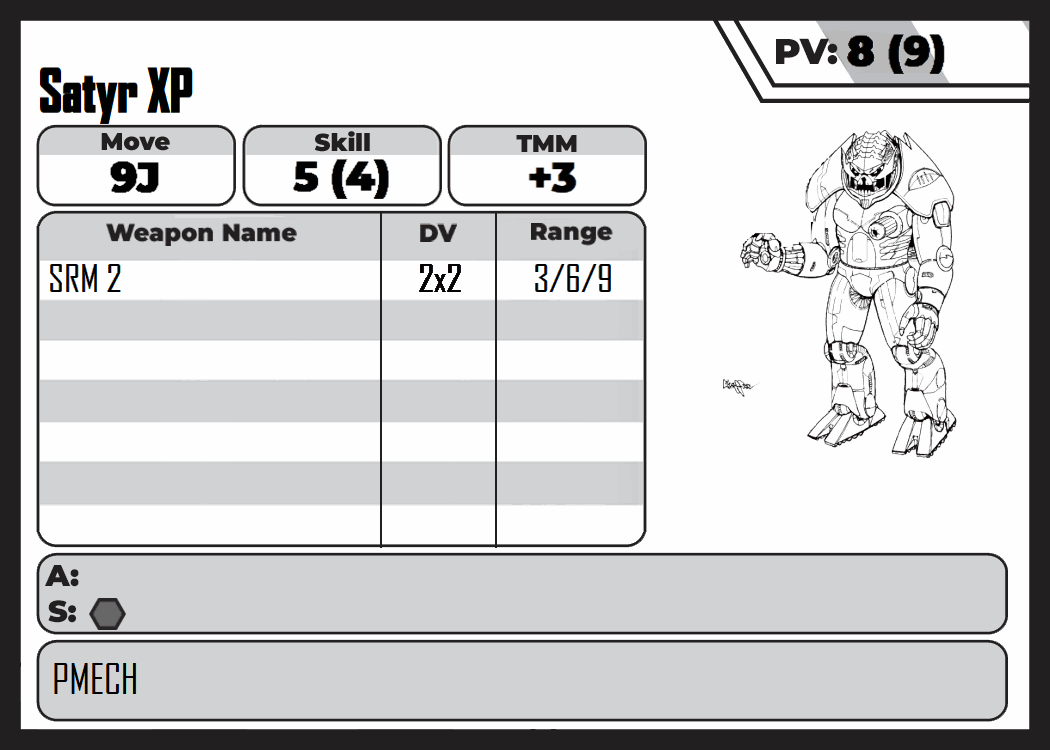 PV: 8 (9)
Satyr XP
Move Skill TMM
9J 5 (4) +3
Weapon Name DV Range
SRM 2 2x2 3/6/9
A:
S:
PMECH